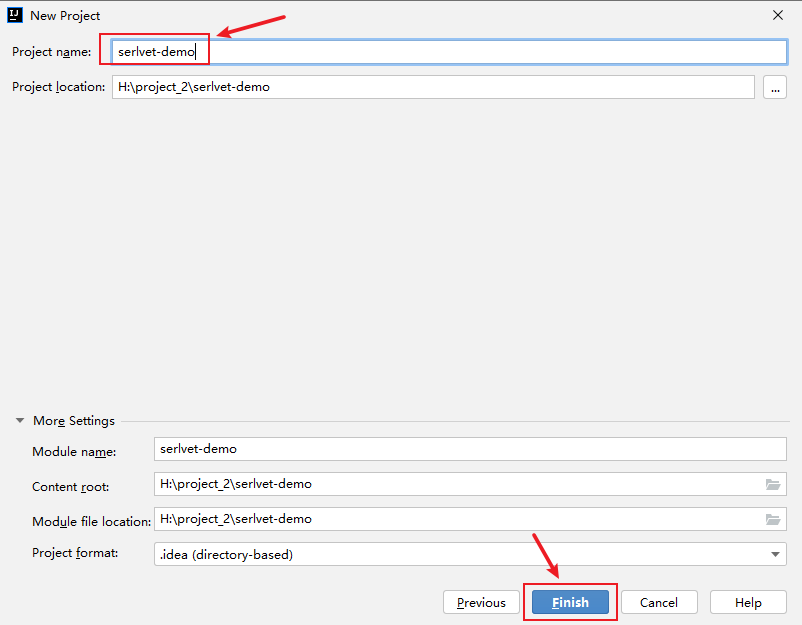 IJ New Project
Project name: serlvet-demo
Project location: H:\project_2\serlvet-demo ...
More Settings
Module name: serlvet-demo
Content root: H:\project_2\serlvet-demo
Module file location: H:\project_2\serlvet-demo
Project format: .idea (directory-based)
Previous Finish Cancel Help